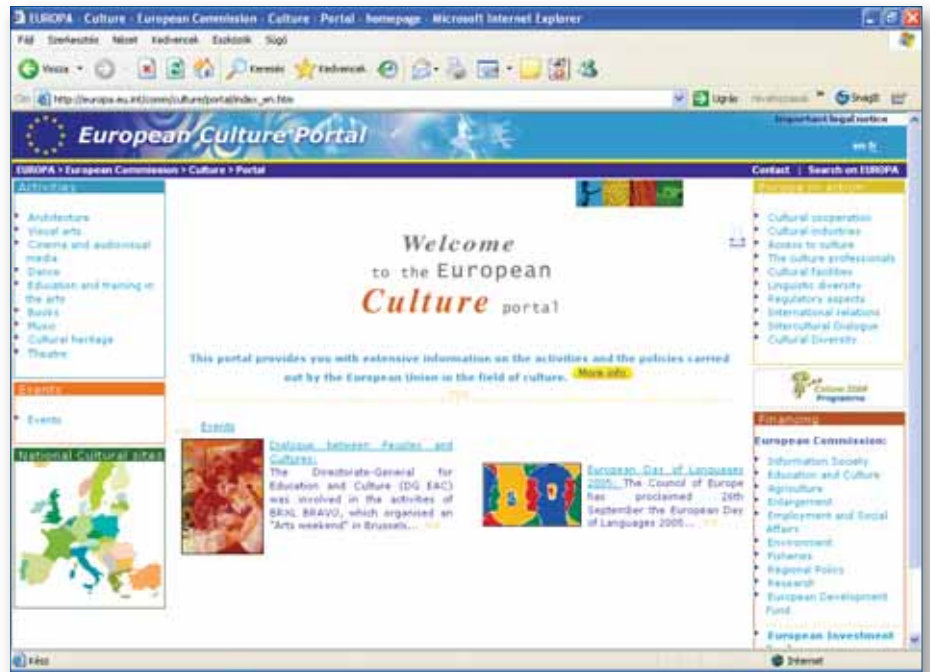 EUROPA - Culture - European Commission - Culture - Portal - homepage - Microsoft Internet Explorer
Fájl Szerkesztés Nézet Kedvencek Eszközök Súgó
Vissza Keresés Kedvencek
http://europa.eu.int/comm/culture/portal/index_en.htm Ugrás SnagIt
Important legal notice
European Culture Portal
en fr
EUROPA > European Commission > Culture > Portal
Contact | Search on EUROPA
Activities
Architecture
Visual arts
Cinema and audiovisual
media
Dance
Education and training in
the arts
Books
Music
Cultural heritage
Theatre
Events
Events
National Cultural sites
Welcome
to the European
Culture portal
This portal provides you with extensive information on the activities and the policies carried
out by the European Union in the field of culture. More info.
Events
Dialogue between Peoples and
Cultures:
The Directorate-General for
Education and Culture (DG EAC)
was involved in the activities of
BRXL BRAVO, which organised an
"Arts weekend" in Brussels...
European Day of Languages
2005. The Council of Europe
has proclaimed 26th
September the European Day
of Languages 2005...
Europe in action
Cultural cooperation
Cultural industries
Access to culture
The culture professionals
Cultural facilities
Linguistic diversity
Regulatory aspects
International relations
Intercultural Dialogue
Cultural Diversity
Culture 2000
Programme
Financing
European Commission:
Information Society
Education and Culture
Agriculture
Enlargement
Employment and Social
Affairs
Environment
Fisheries
Regional Policy
Research
European Development
Fund
European Investment
Kész
Internet